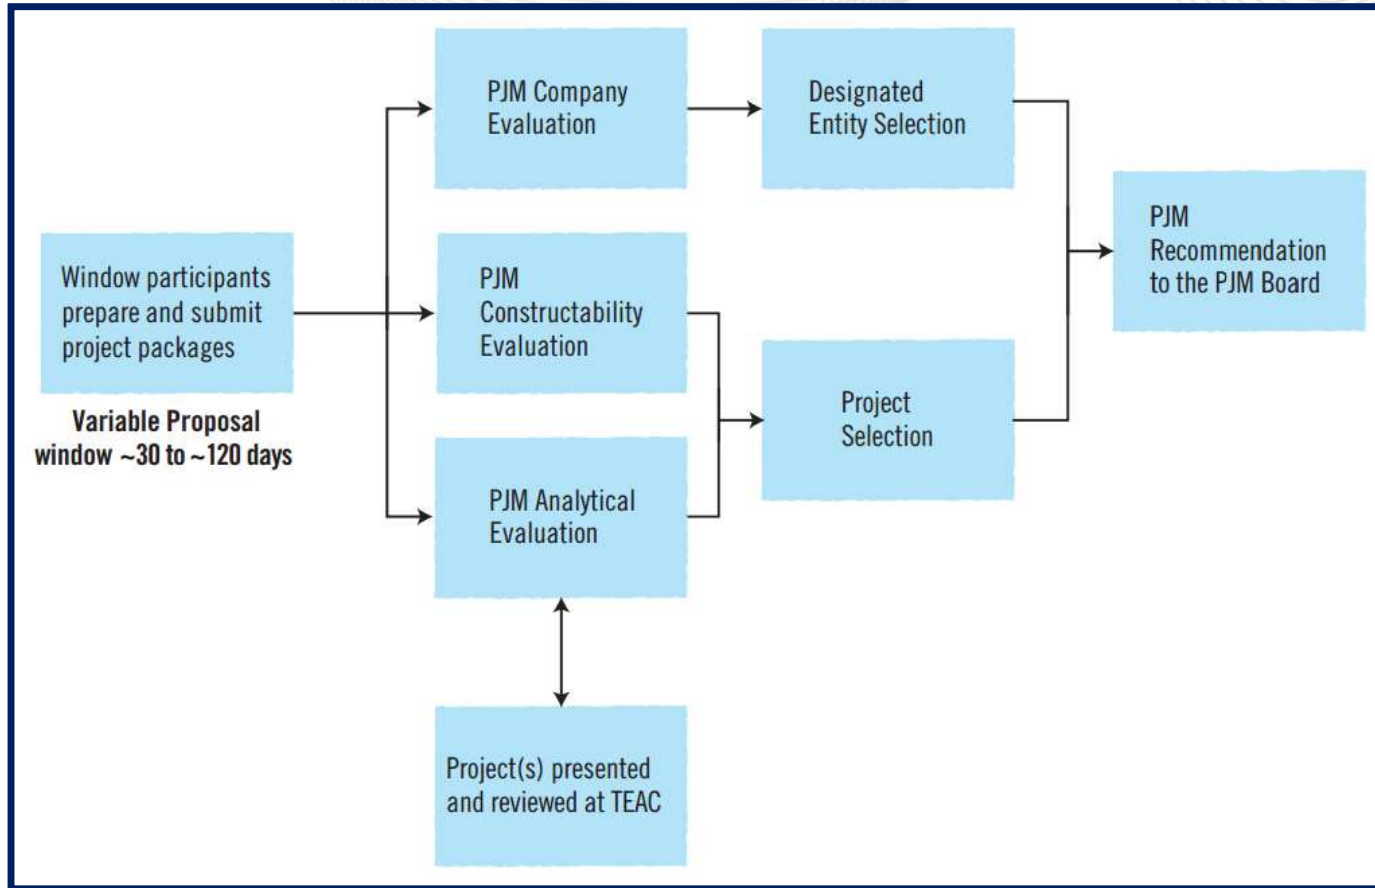 PJM Company
Evaluation
Designated
Entity Selection
PJM
Recommendation
to the PJM Board
Window participants
prepare and submit
project packages
Variable Proposal
window ~30 to ~120 days
PJM
Constructability
Evaluation
Project
Selection
PJM Analytical
Evaluation
Project(s) presented
and reviewed at TEAC